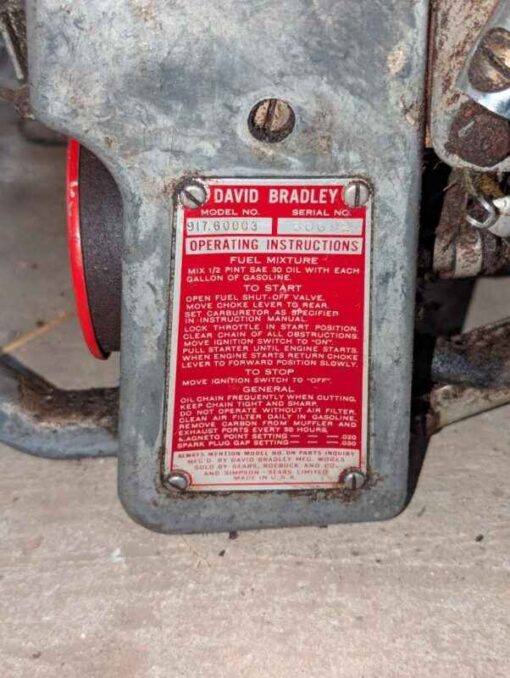 DAVID BRADLEY
MODEL NO. SERIAL NO.
917.60003
OPERATING INSTRUCTIONS
FUEL MIXTURE
MIX 1/2 PINT SAE 30 OIL WITH EACH
GALLON OF GASOLINE.
TO START
OPEN FUEL SHUT-OFF VALVE.
MOVE CHOKE LEVER TO REAR.
SET CARBURETOR AS SPECIFIED
IN INSTRUCTION MANUAL.
LOCK THROTTLE IN START POSITION.
CLEAR CHAIN OF ALL OBSTRUCTIONS.
MOVE IGNITION SWITCH TO "ON".
PULL STARTER UNTIL ENGINE STARTS.
WHEN ENGINE STARTS RETURN CHOKE
LEVER TO FORWARD POSITION SLOWLY.
TO STOP
MOVE IGNITION SWITCH TO "OFF".
GENERAL
OIL CHAIN FREQUENTLY WHEN CUTTING.
KEEP CHAIN TIGHT AND SHARP.
DO NOT OPERATE WITHOUT AIR FILTER.
CLEAN AIR FILTER DAILY IN GASOLINE.
REMOVE CARBON FROM MUFFLER AND
EXHAUST PORTS EVERY 50 HOURS.
MAGNETO POINT SETTING — — — .020
SPARK PLUG GAP SETTING — — — .030
ALWAYS MENTION MODEL NO. ON PARTS INQUIRY
MFG'D. BY DAVID BRADLEY MFG. WORKS
SOLD BY SEARS, ROEBUCK AND CO.
AND SIMPSON-SEARS LIMITED
MADE IN U.S.A.